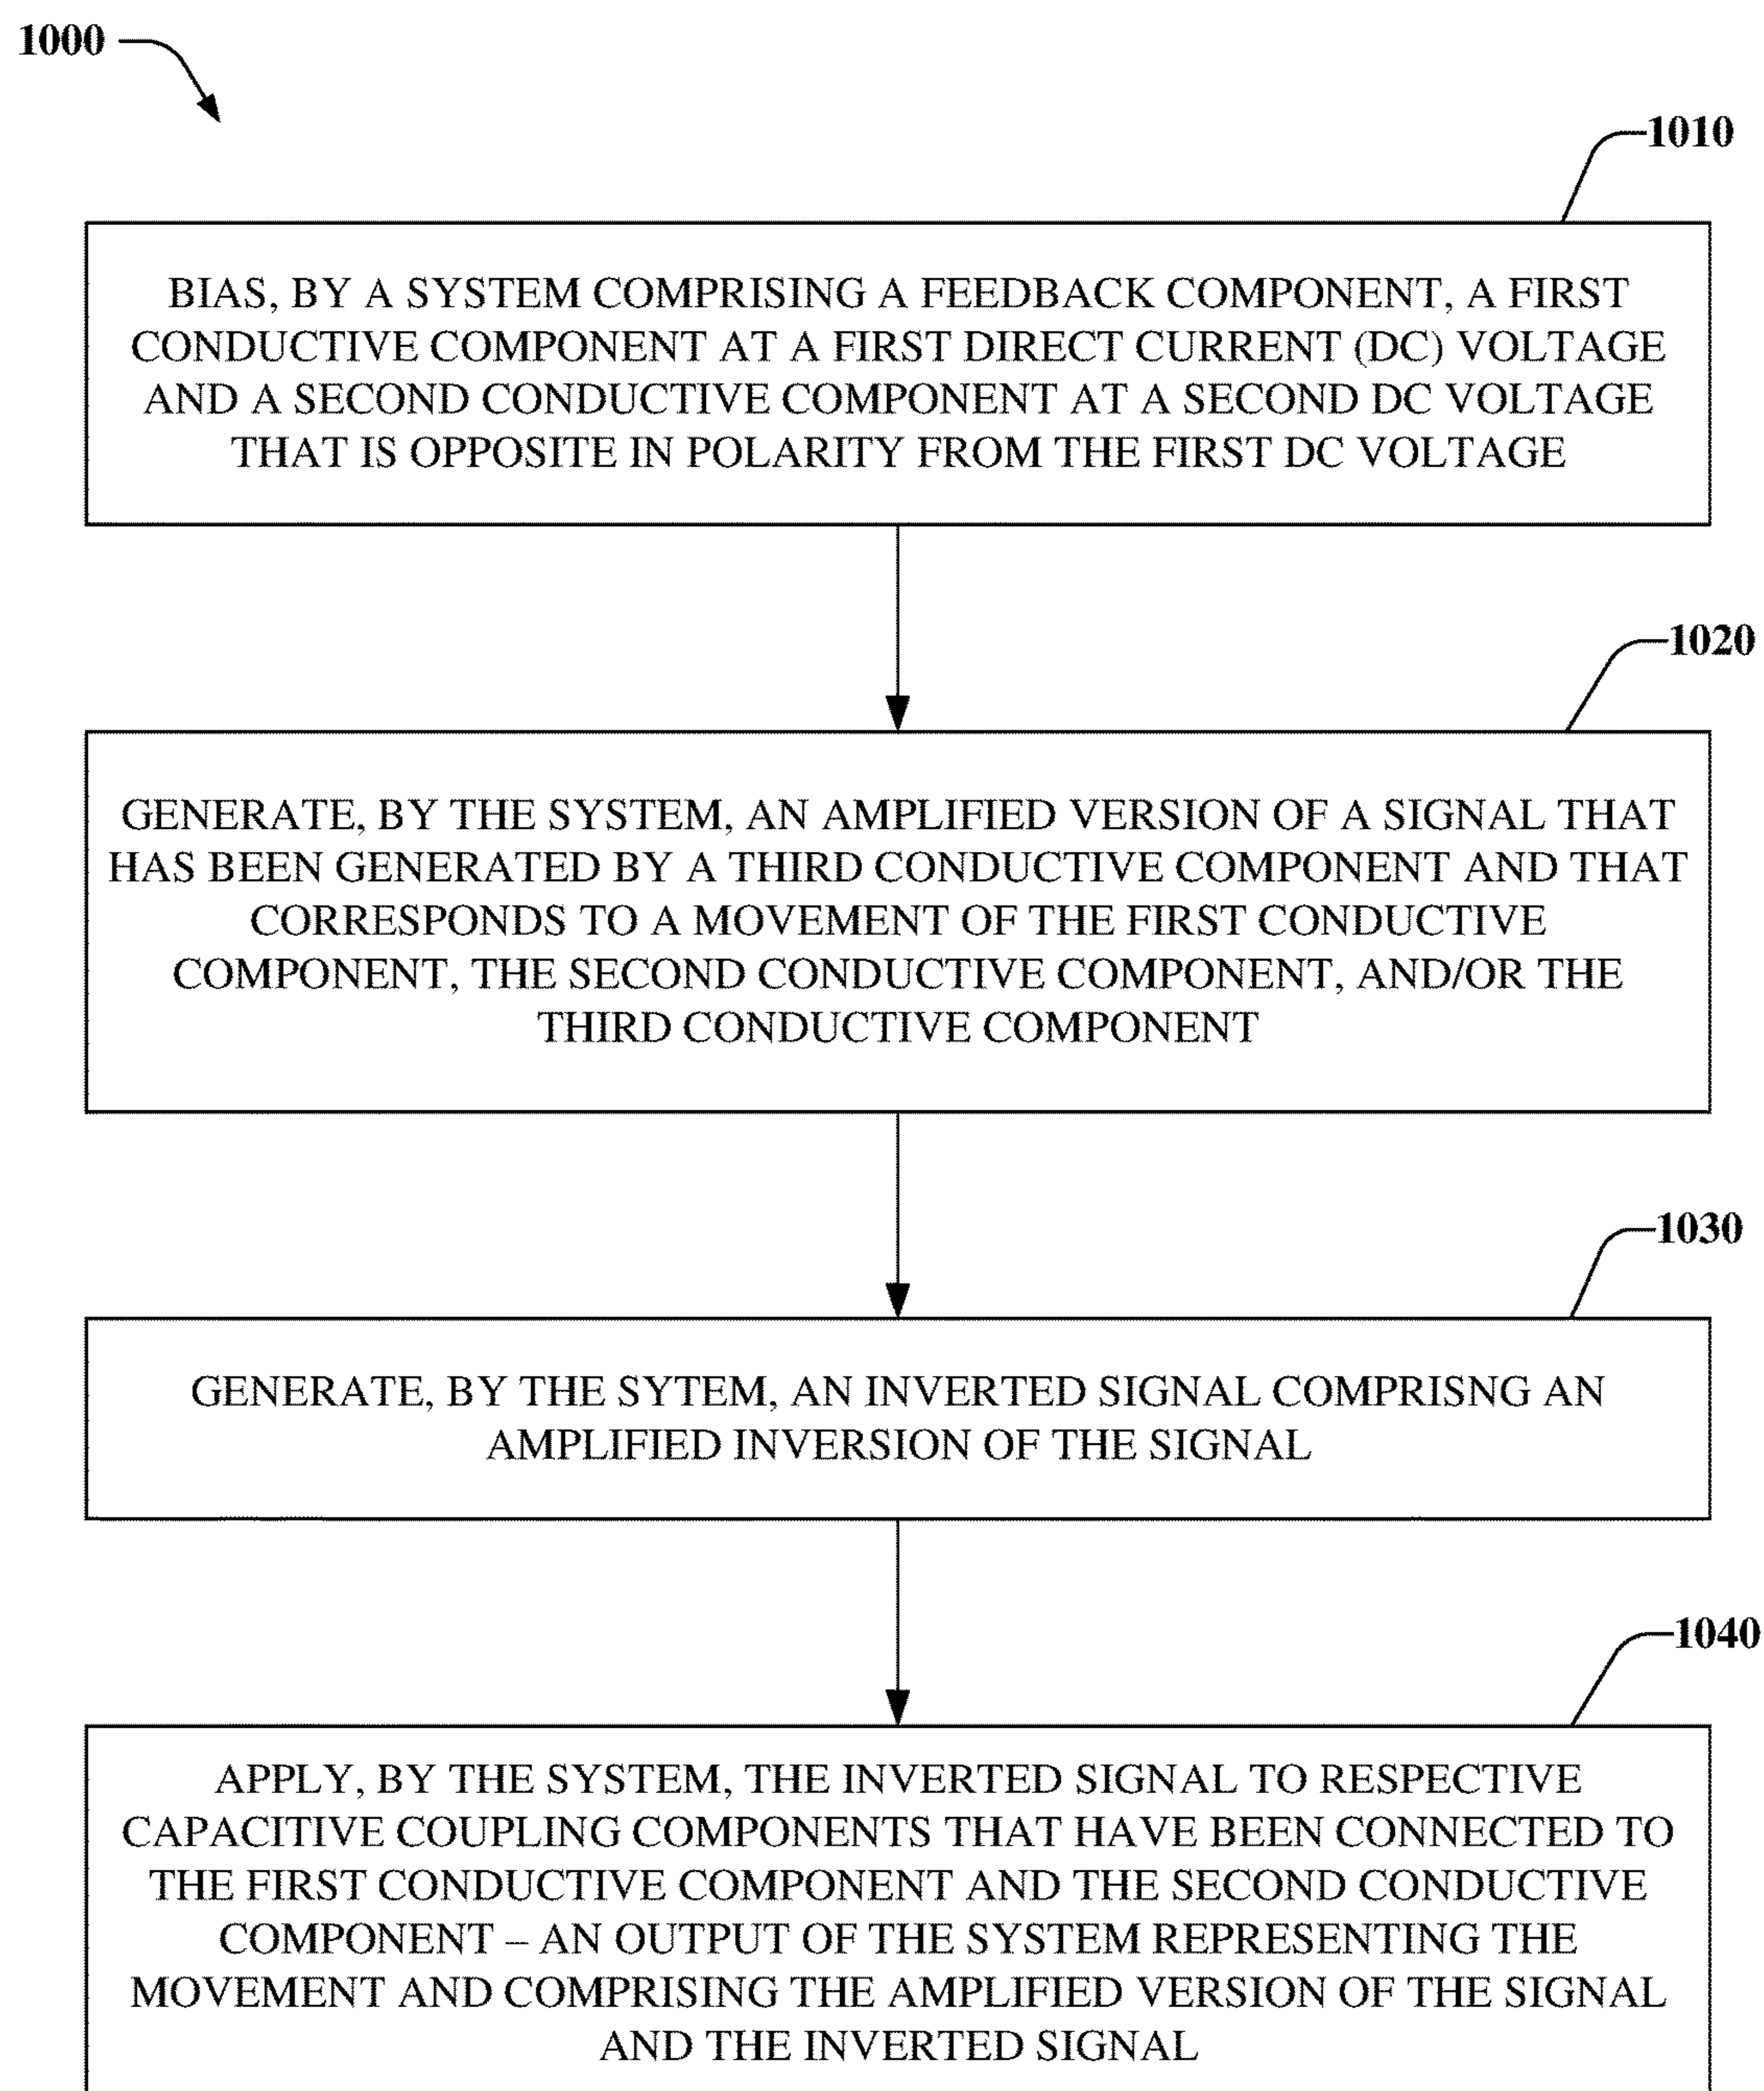 1000
1010
BIAS, BY A SYSTEM COMPRISING A FEEDBACK COMPONENT, A FIRST
CONDUCTIVE COMPONENT AT A FIRST DIRECT CURRENT (DC) VOLTAGE
AND A SECOND CONDUCTIVE COMPONENT AT A SECOND DC VOLTAGE
THAT IS OPPOSITE IN POLARITY FROM THE FIRST DC VOLTAGE
1020
GENERATE, BY THE SYSTEM, AN AMPLIFIED VERSION OF A SIGNAL THAT
HAS BEEN GENERATED BY A THIRD CONDUCTIVE COMPONENT AND THAT
CORRESPONDS TO A MOVEMENT OF THE FIRST CONDUCTIVE
COMPONENT, THE SECOND CONDUCTIVE COMPONENT, AND/OR THE
THIRD CONDUCTIVE COMPONENT
1030
GENERATE, BY THE SYTEM, AN INVERTED SIGNAL COMPRISNG AN
AMPLIFIED INVERSION OF THE SIGNAL
1040
APPLY, BY THE SYSTEM, THE INVERTED SIGNAL TO RESPECTIVE
CAPACITIVE COUPLING COMPONENTS THAT HAVE BEEN CONNECTED TO
THE FIRST CONDUCTIVE COMPONENT AND THE SECOND CONDUCTIVE
COMPONENT – AN OUTPUT OF THE SYSTEM REPRESENTING THE
MOVEMENT AND COMPRISING THE AMPLIFIED VERSION OF THE SIGNAL
AND THE INVERTED SIGNAL